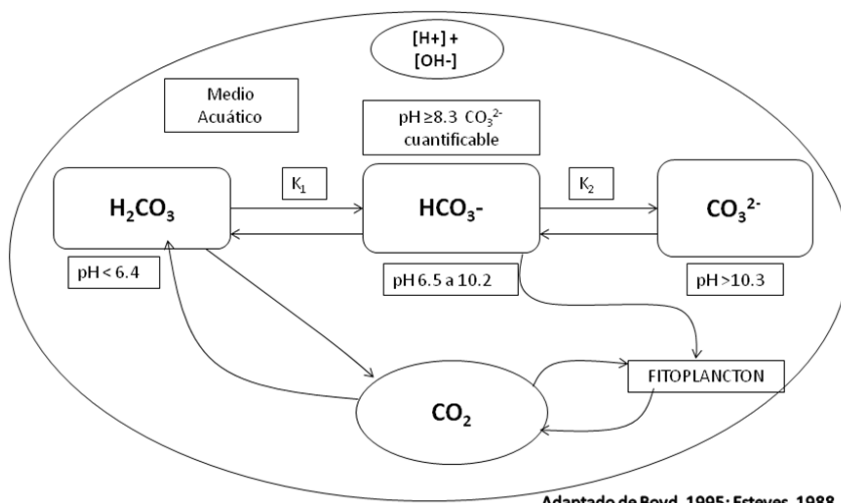 [H+] +
[OH-]
Medio
Acuático
pH ≥8.3 CO₃²⁻
cuantificable
K₁
K₂
H₂CO₃
HCO₃-
CO₃²⁻
pH < 6.4
pH 6.5 a 10.2
pH >10.3
CO₂
FITOPLANCTON
Adaptado de Boyd, 1995; Esteves, 1988